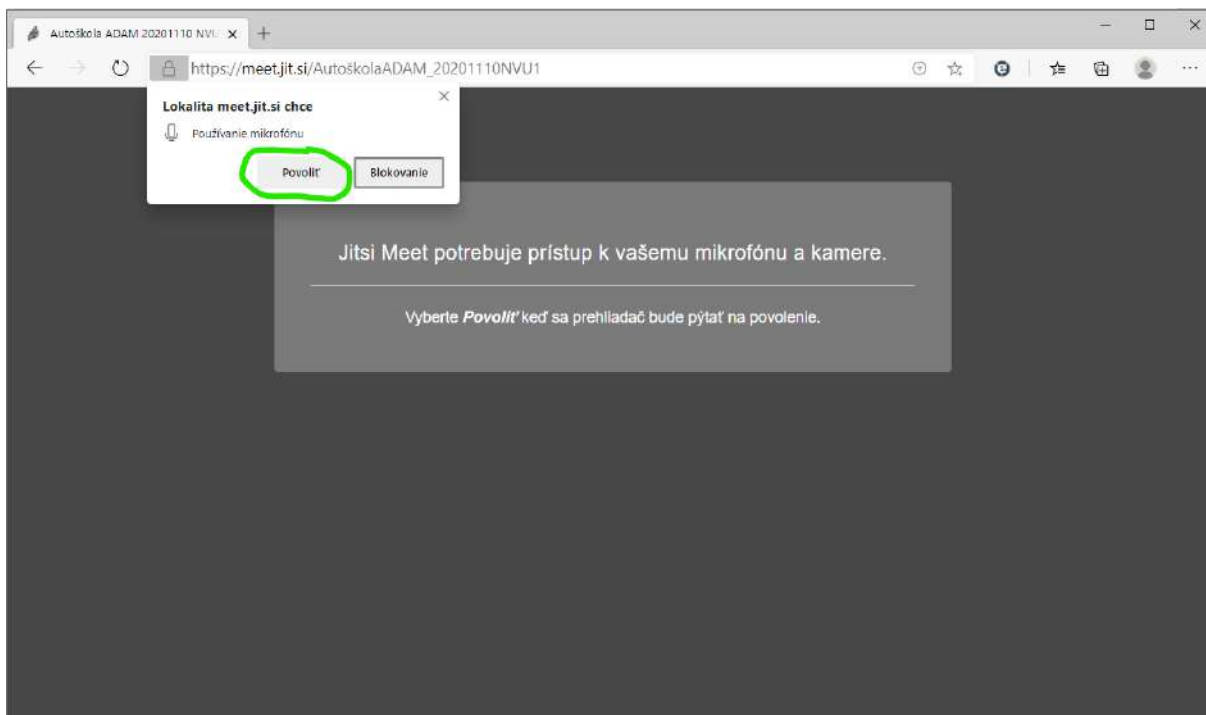 Autoškola ADAM 20201110 NVU
https://meet.jit.si/AutoškolaADAM_20201110NVU1
Lokalita meet.jit.si chce
Používanie mikrofónu
Povoliť
Blokovanie
Jitsi Meet potrebuje prístup k vašemu mikrofónu a kamere.
Vyberte Povoliť keď sa prehliadač bude pýtať na povolenie.